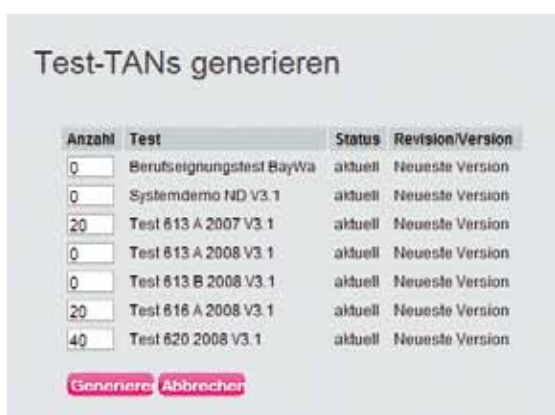 Test-TANs generieren
Anzahl Test Status Revision/Version
0 Berufseignungstest BayWa aktuell Neueste Version
0 Systemdemo ND V3.1 aktuell Neueste Version
20 Test 613 A 2007 V3.1 aktuell Neueste Version
0 Test 613 A 2008 V3.1 aktuell Neueste Version
0 Test 613 B 2008 V3.1 aktuell Neueste Version
20 Test 616 A 2008 V3.1 aktuell Neueste Version
40 Test 620 2008 V3.1 aktuell Neueste Version
Generieren Abbrechen